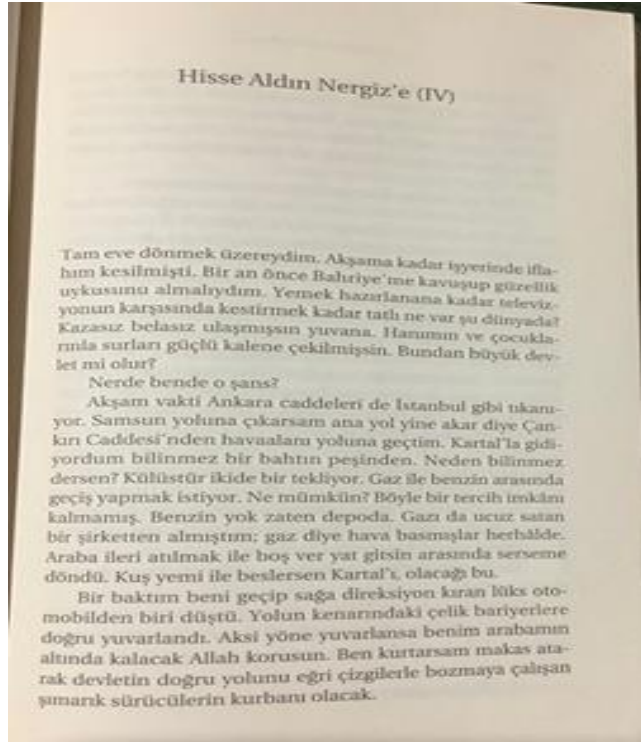 Hisse Aldın Nergiz'e (IV)
Tam eve dönmek üzereydim. Akşama kadar işyerinde ifla-
hım kesilmişti. Bir an önce Bahriye'me kavuşup güzellik
uykusunu almalıydım. Yemek hazırlanana kadar televiz-
yonun karşısında kestirmek kadar tatlı ne var şu dünyada?
Kazasız belasız ulaşmışsın yuvana. Hanımın ve çocukla-
rınla surları güçlü kalene çekilmişsin. Bundan büyük dev-
let mi olur?
Nerde bende o şans?
Akşam vakti Ankara caddeleri de İstanbul gibi tıkanı-
yor. Samsun yoluna çıkarsam ana yol yine akar diye Çan-
kırı Caddesi'nden havaalanı yoluna geçtim. Kartal'la gidi-
yordum bilinmez bir bahtın peşinden. Neden bilinmez
dersen? Külüstür ikide bir tekliyor. Gaz ile benzin arasında
geçiş yapmak istiyor. Ne mümkün? Böyle bir tercih imkânı
kalmamış. Benzin yok zaten depoda. Gazı da ucuz satan
bir şirketten almıştım; gaz diye hava basmışlar herhâlde.
Araba ileri atılmak ile boş ver yat gitsin arasında serseme
döndü. Kuş yemi ile beslersen Kartal'ı, olacağı bu.
Bir baktım beni geçip sağa direksiyon kıran lüks oto-
mobilden biri düştü. Yolun kenarındaki çelik bariyerlere
doğru yuvarlandı. Aksi yöne yuvarlansa benim arabamın
altında kalacak Allah korusun. Ben kurtarsam makas ata-
rak devletin doğru yolunu eğri çizgilerle bozmaya çalışan
şımarık sürücülerin kurbanı olacak.